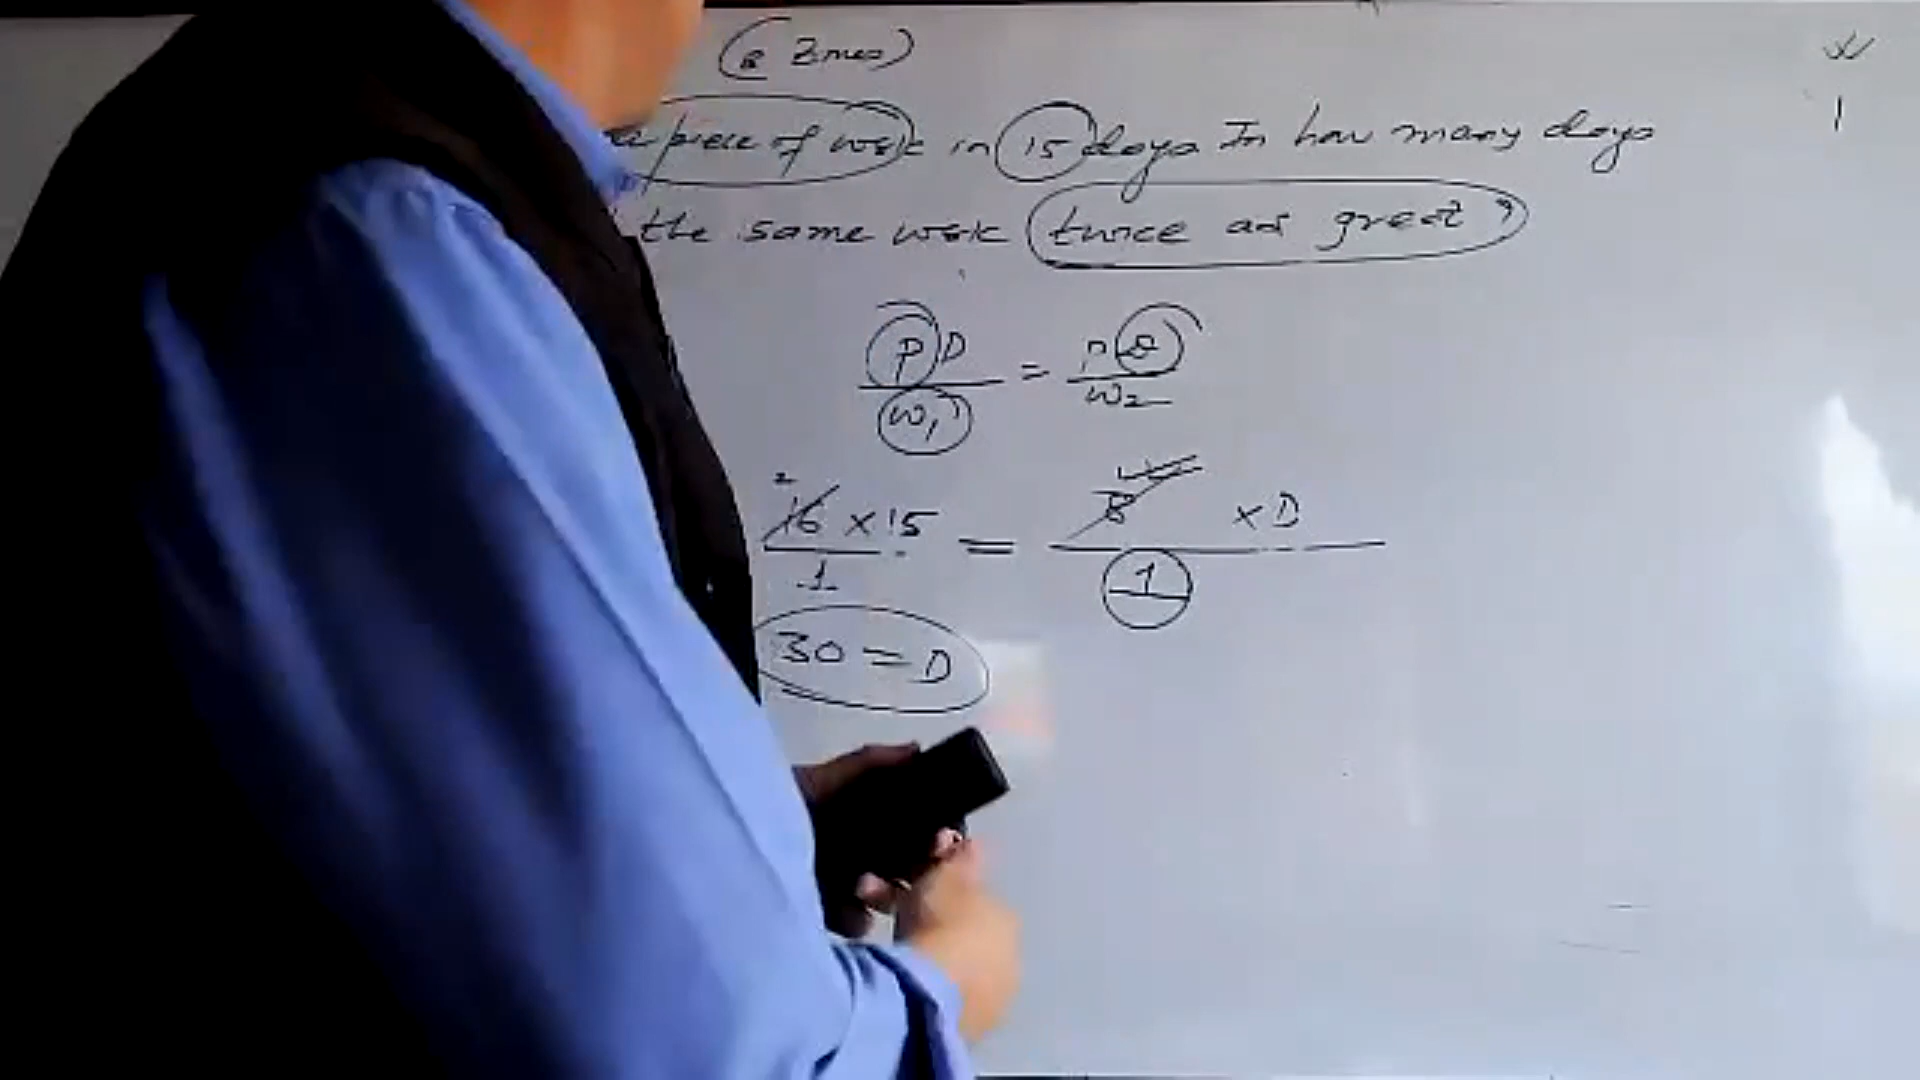 piece of work in 15 days In how many days
the same work twice as great?
P D / W₁ = P D / W₂
16 × 15 / 1 = 8 × D / 1
2
30 = D
W
1